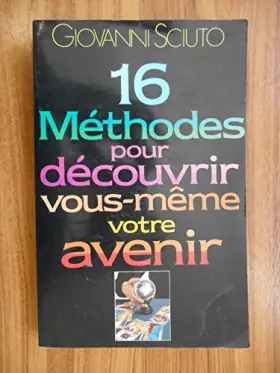 GIOVANNI SCIUTO
16
Méthodes
pour
découvrir
vous-même
votre
avenir